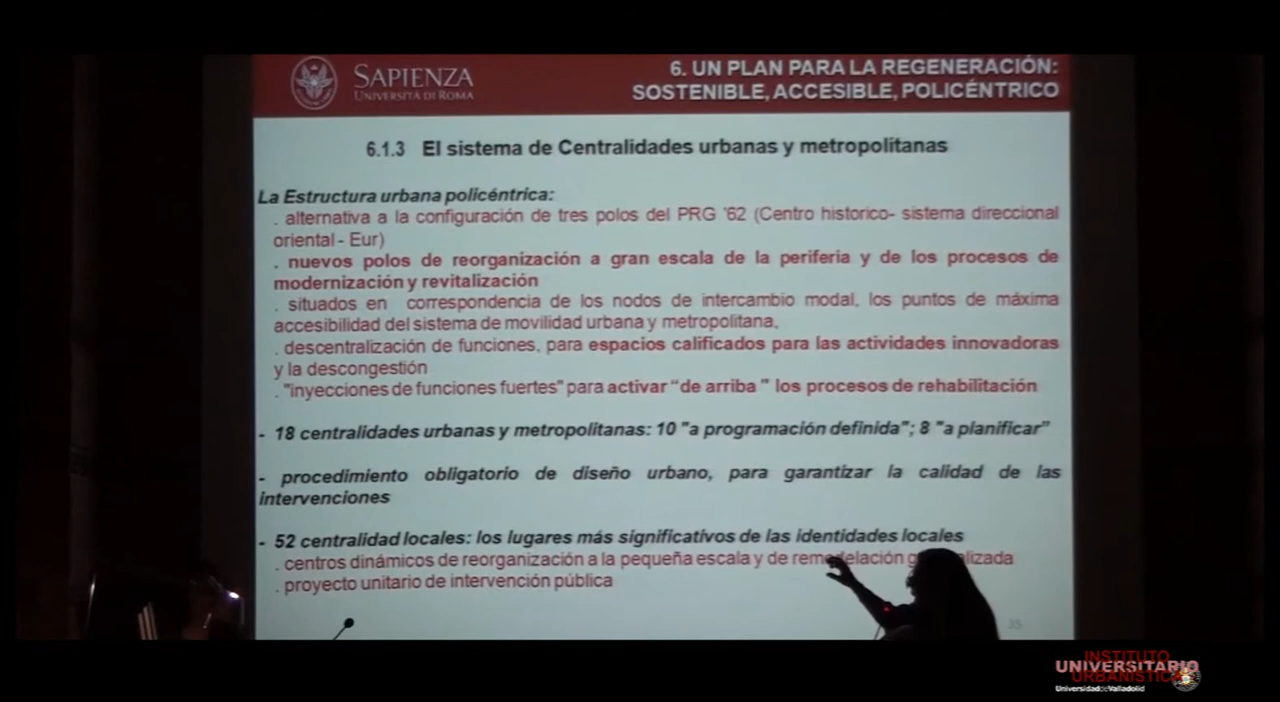 SAPIENZA
UNIVERSITÀ DI ROMA
6. UN PLAN PARA LA REGENERACIÓN:
SOSTENIBLE, ACCESIBLE, POLICÉNTRICO
6.1.3 El sistema de Centralidades urbanas y metropolitanas
La Estructura urbana policéntrica:
. alternativa a la configuración de tres polos del PRG '62 (Centro historico- sistema direccional
oriental - Eur)
. nuevos polos de reorganización a gran escala de la periferia y de los procesos de
modernización y revitalización
. situados en correspondencia de los nodos de intercambio modal, los puntos de máxima
accesibilidad del sistema de movilidad urbana y metropolitana,
. descentralización de funciones, para espacios calificados para las actividades innovadoras
y la descongestión
. "inyecciones de funciones fuertes" para activar "de arriba" los procesos de rehabilitación
- 18 centralidades urbanas y metropolitanas: 10 "a programación definida"; 8 "a planificar"
- procedimiento obligatorio de diseño urbano, para garantizar la calidad de las
intervenciones
- 52 centralidad locales: los lugares más significativos de las identidades locales
. centros dinámicos de reorganización a la pequeña escala y de remodelación
. proyecto unitario de intervención pública
35
INSTITUTO
UNIVERSITARIO
URBANÍSTICA
Universidad de Valladolid